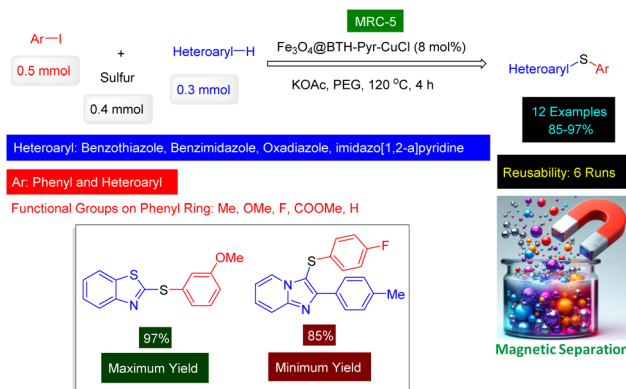 MRC-5
Ar—I
+
Heteroaryl—H
Fe₃O₄@BTH-Pyr-CuCl (8 mol%)
0.5 mmol
Sulfur
0.3 mmol
KOAc, PEG, 120 °C, 4 h
0.4 mmol
Heteroaryl
S
Ar
12 Examples
85-97%
Heteroaryl: Benzothiazole, Benzimidazole, Oxadiazole, imidazo[1,2-a]pyridine
Reusability: 6 Runs
Ar: Phenyl and Heteroaryl
Functional Groups on Phenyl Ring: Me, OMe, F, COOMe, H
S
N
S
OMe
97%
Maximum Yield
S
F
N
N
Me
85%
Minimum Yield
Magnetic Separation